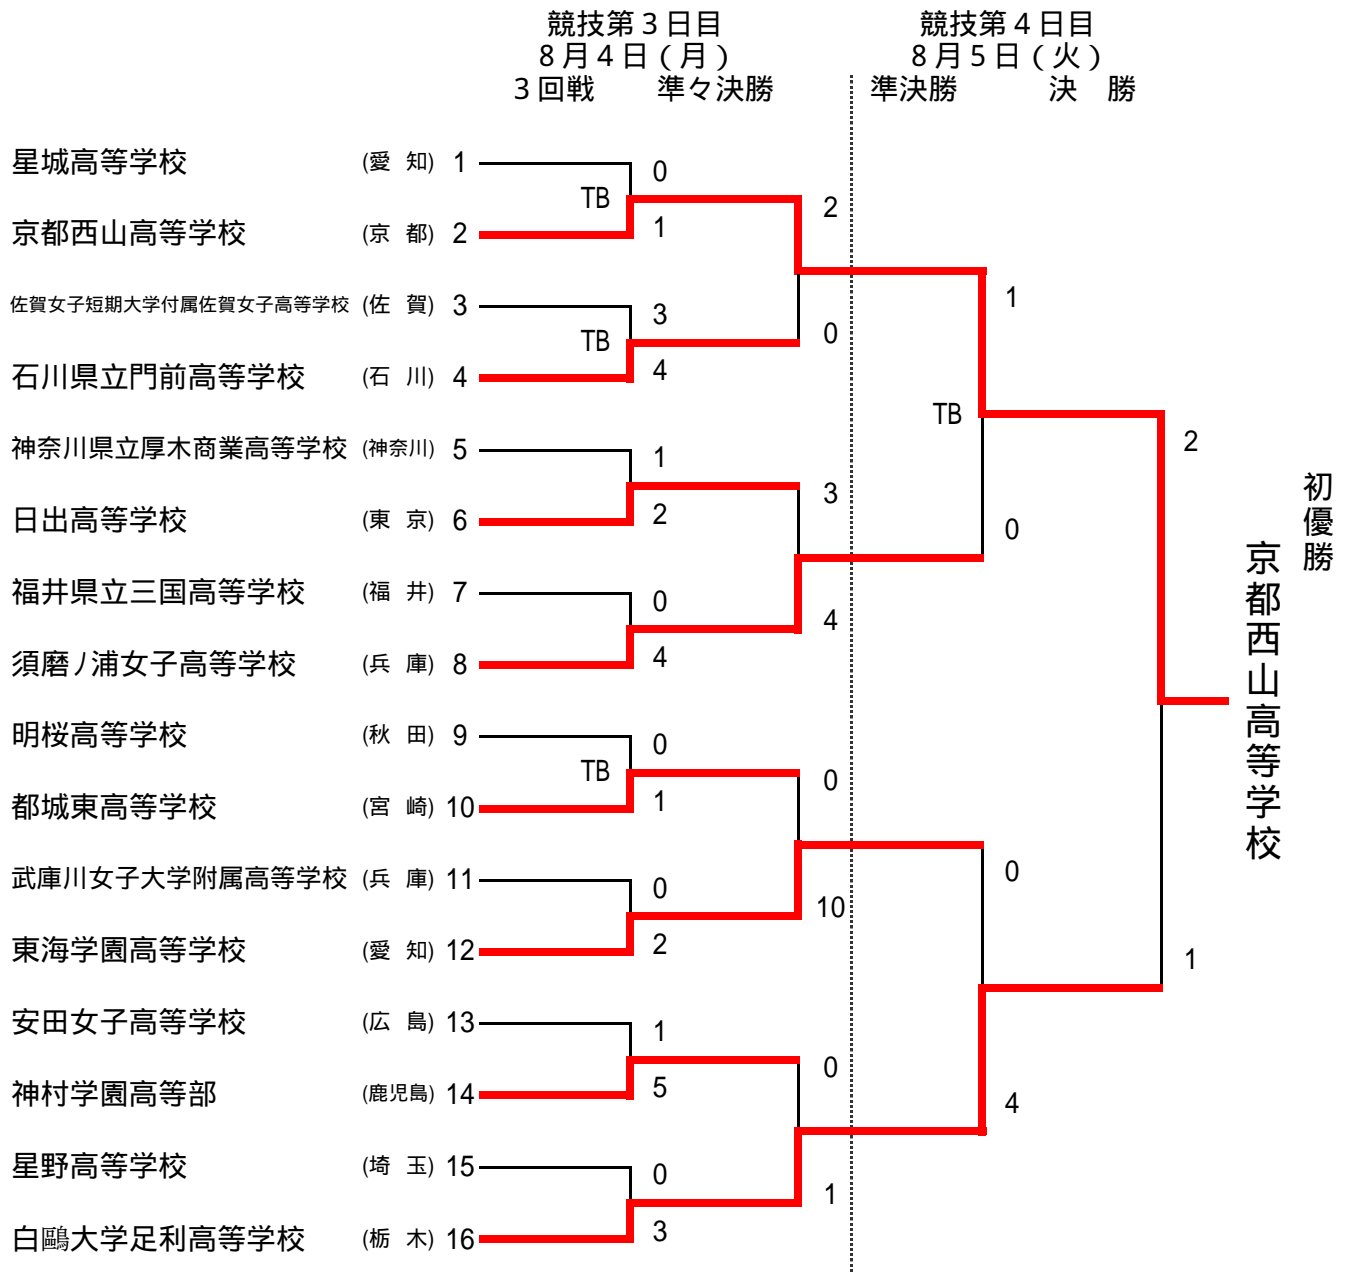 競技第３日目
８月４日（月）
３回戦　準々決勝
競技第４日目
８月５日（火）
準決勝　決　勝
星城高等学校 (愛 知) 1
京都西山高等学校 (京 都) 2
佐賀女子短期大学付属佐賀女子高等学校 (佐 賀) 3
石川県立門前高等学校 (石 川) 4
神奈川県立厚木商業高等学校 (神奈川) 5
日出高等学校 (東 京) 6
福井県立三国高等学校 (福 井) 7
須磨ノ浦女子高等学校 (兵 庫) 8
明桜高等学校 (秋 田) 9
都城東高等学校 (宮 崎) 10
武庫川女子大学附属高等学校 (兵 庫) 11
東海学園高等学校 (愛 知) 12
安田女子高等学校 (広 島) 13
神村学園高等部 (鹿児島) 14
星野高等学校 (埼 玉) 15
白鷗大学足利高等学校 (栃 木) 16
0
TB
1
3
TB
4
1
2
0
4
0
TB
1
0
2
1
5
0
3
2
0
3
4
0
10
0
1
1
TB
0
0
4
2
1
初優勝
京都西山高等学校